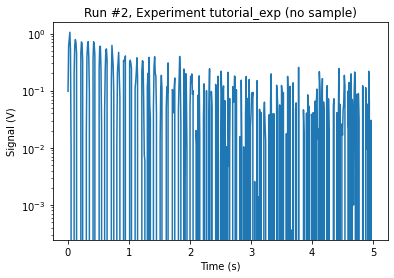 Run #2, Experiment tutorial_exp (no sample)
10⁰
10⁻¹
10⁻²
10⁻³
Signal (V)
0 1 2 3 4 5
Time (s)